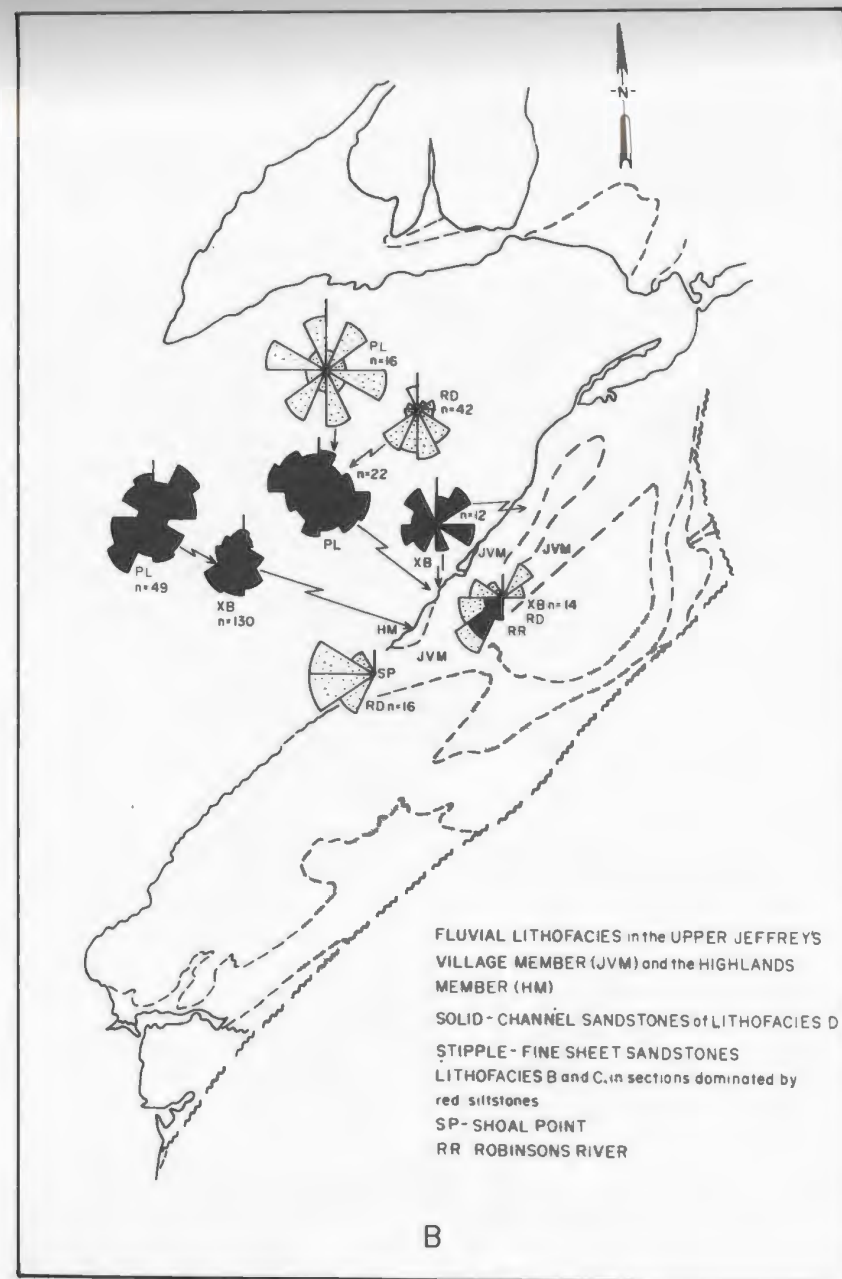 -N-
PL
n=16
RD
n=42
n=22
PL
n=12
XB
PL
n=49
XB
n=130
JVM
JVM
XB n=14
RD
RR
HM
JVM
SP
RD n=16
FLUVIAL LITHOFACIES in the UPPER JEFFREY'S
VILLAGE MEMBER (JVM) and the HIGHLANDS
MEMBER (HM)
SOLID-CHANNEL SANDSTONES of LITHOFACIES D
STIPPLE-FINE SHEET SANDSTONES
LITHOFACIES B and C, in sections dominated by
red siltstones
SP-SHOAL POINT
RR ROBINSONS RIVER
B